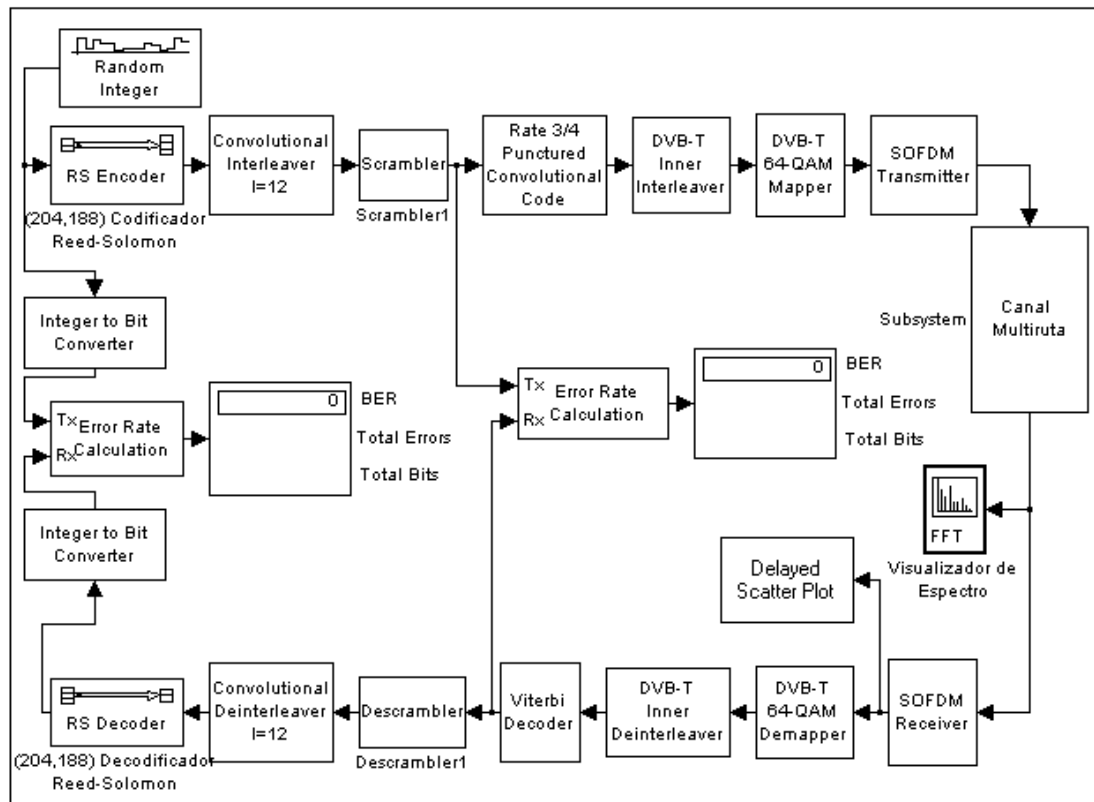 Random
Integer
RS Encoder
(204,188) Codificador
Reed-Solomon
Convolutional
Interleaver
I=12
Scrambler
Scrambler1
Rate 3/4
Punctured
Convolutional
Code
DVB-T
Inner
Interleaver
DVB-T
64-QAM
Mapper
SOFDM
Transmitter
Subsystem
Canal
Multiruta
Integer to Bit
Converter
Tx
Rx
Error Rate
Calculation
0
BER
Total Errors
Total Bits
Tx
Rx
Error Rate
Calculation
0
BER
Total Errors
Total Bits
Integer to Bit
Converter
FFT
Visualizador de
Espectro
Delayed
Scatter Plot
RS Decoder
(204,188) Decodificador
Reed-Solomon
Convolutional
Deinterleaver
I=12
Descrambler
Descrambler1
Viterbi
Decoder
DVB-T
Inner
Deinterleaver
DVB-T
64-QAM
Demapper
SOFDM
Receiver